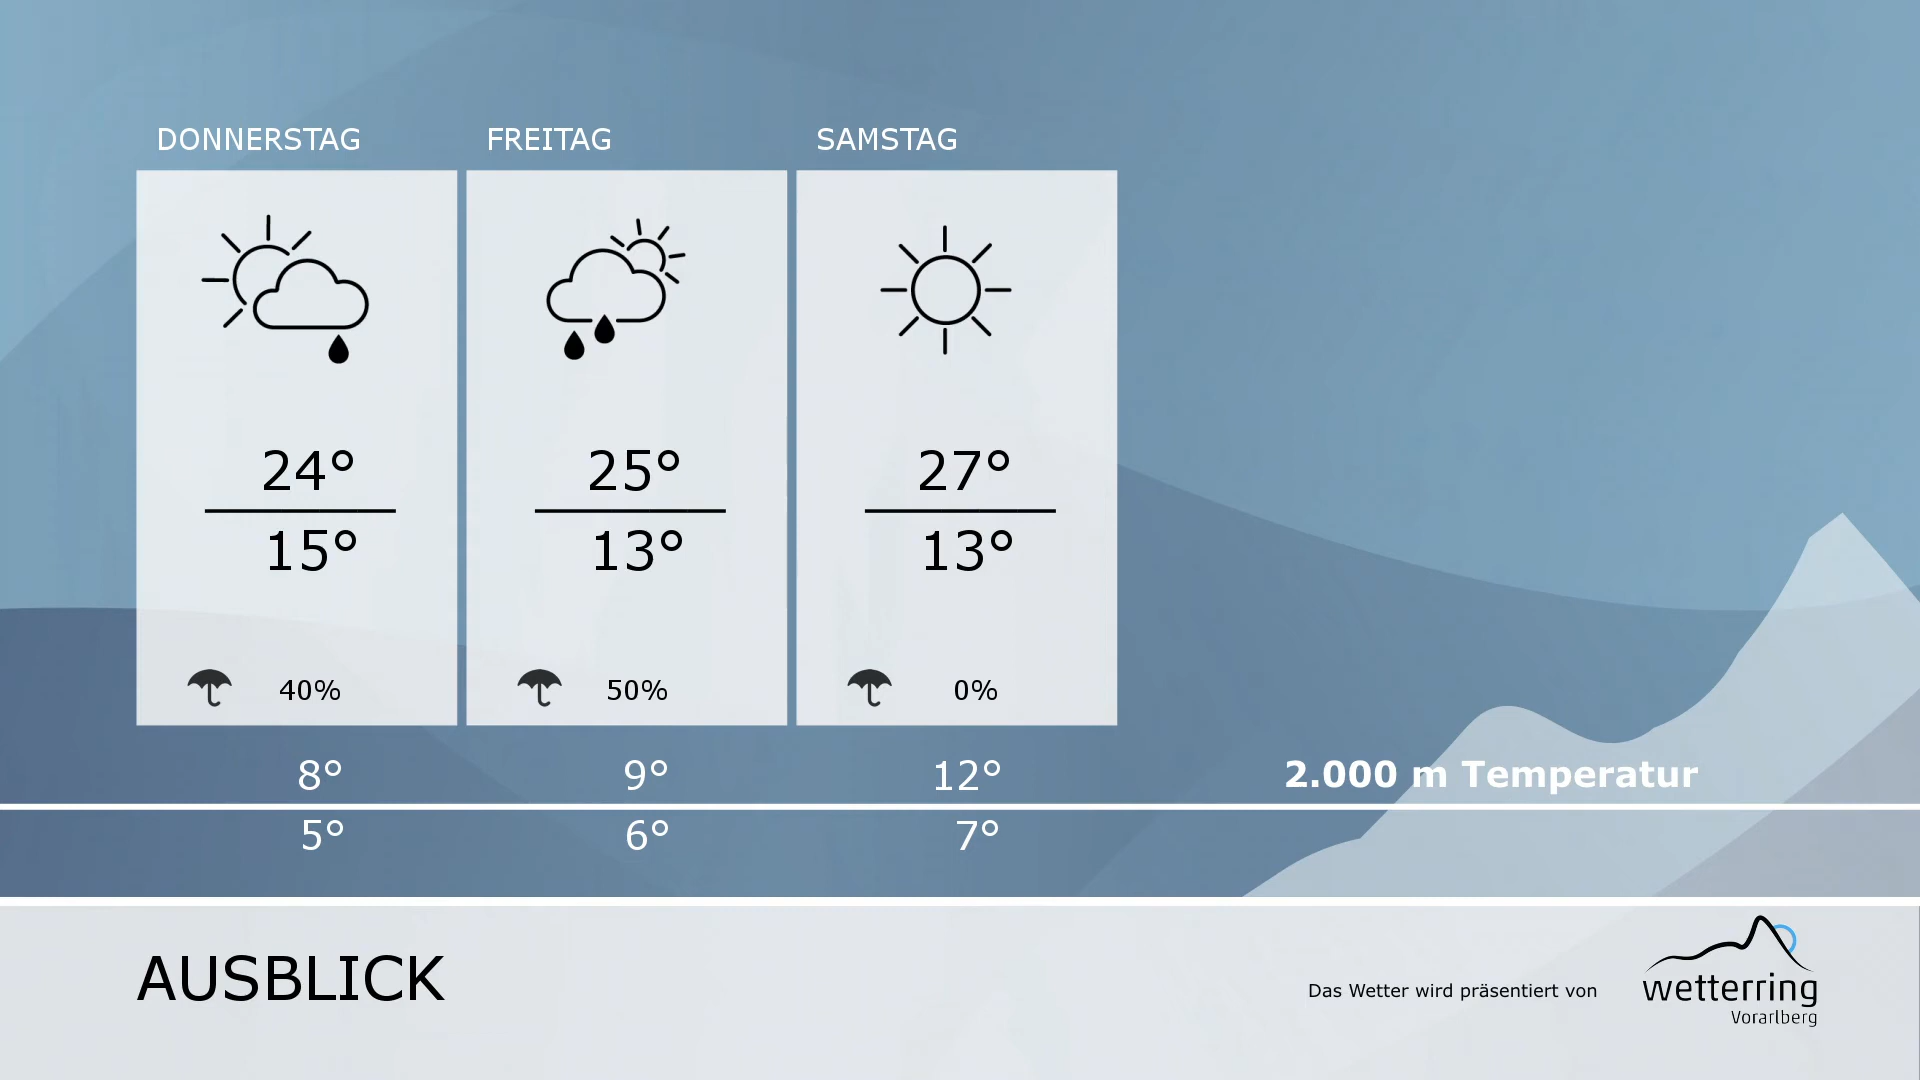 DONNERSTAG FREITAG SAMSTAG
24° 25° 27°
15° 13° 13°
40% 50% 0%
8° 9° 12° 2.000 m Temperatur
5° 6° 7°
AUSBLICK
Das Wetter wird präsentiert von
wetterring
Vorarlberg